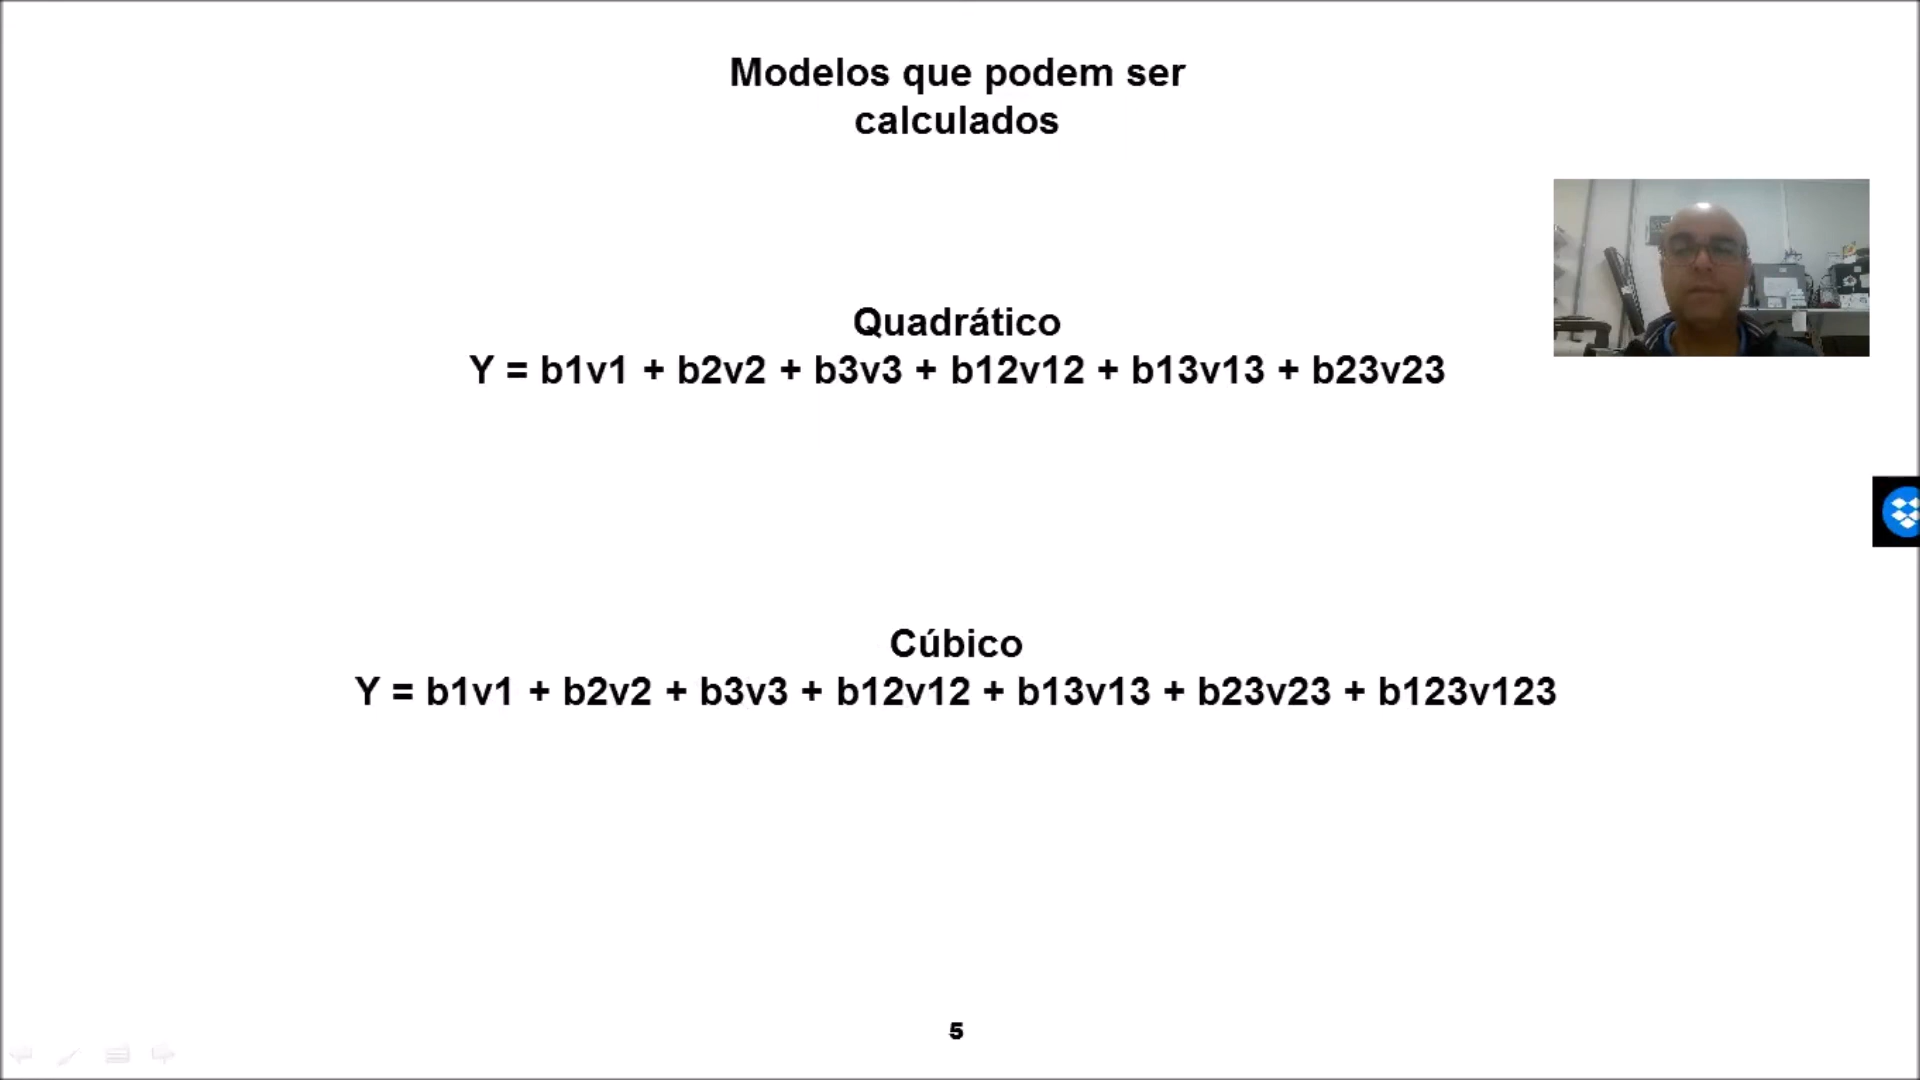 Modelos que podem ser
calculados
Quadrático
Y = b1v1 + b2v2 + b3v3 + b12v12 + b13v13 + b23v23
Cúbico
Y = b1v1 + b2v2 + b3v3 + b12v12 + b13v13 + b23v23 + b123v123
5